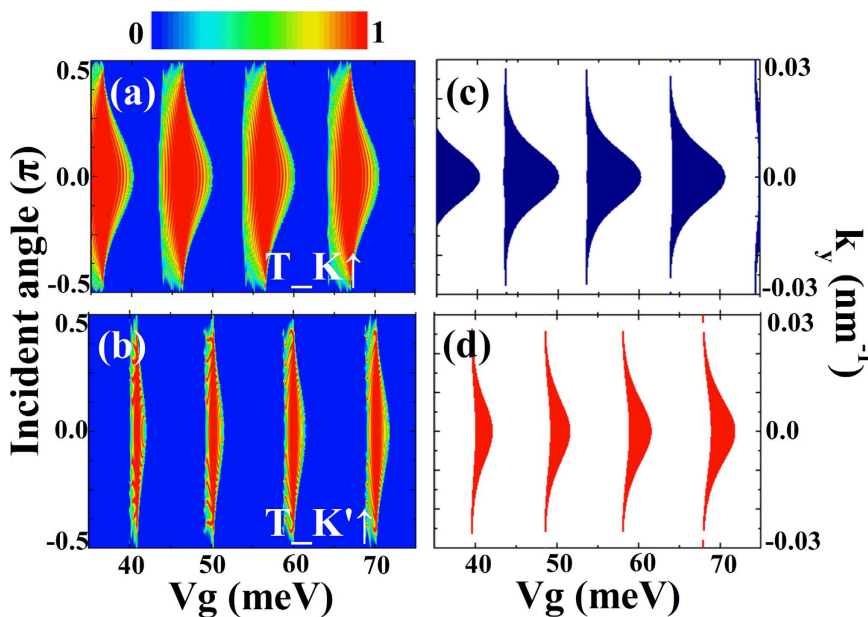 0 1
Incident angle (π)
0.5
0.0
-0.5
(a)
T_K↑
(c)
0.03
0.0
-0.03
k_y (nm^-1)
0.5
0.0
-0.5
(b)
T_K'↑
(d)
0.03
0.0
-0.03
40 50 60 70
40 50 60 70
Vg (meV)
Vg (meV)